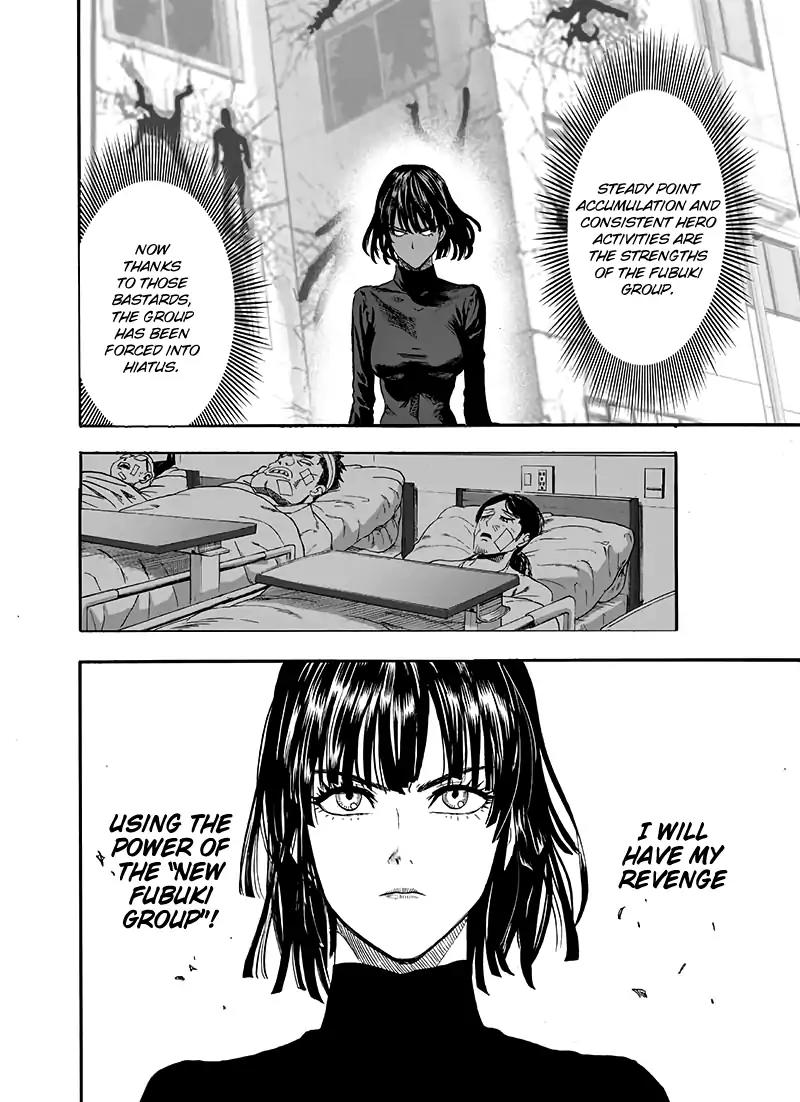 STEADY POINT
ACCUMULATION AND
CONSISTENT HERO
ACTIVITIES ARE
THE STRENGTHS
OF THE FUBUKI
GROUP.
NOW
THANKS
TO THOSE
BASTARDS,
THE GROUP
HAS BEEN
FORCED INTO
HIATUS.
I WILL
HAVE MY
REVENGE
USING THE
POWER OF
THE "NEW
FUBUKI
GROUP"!